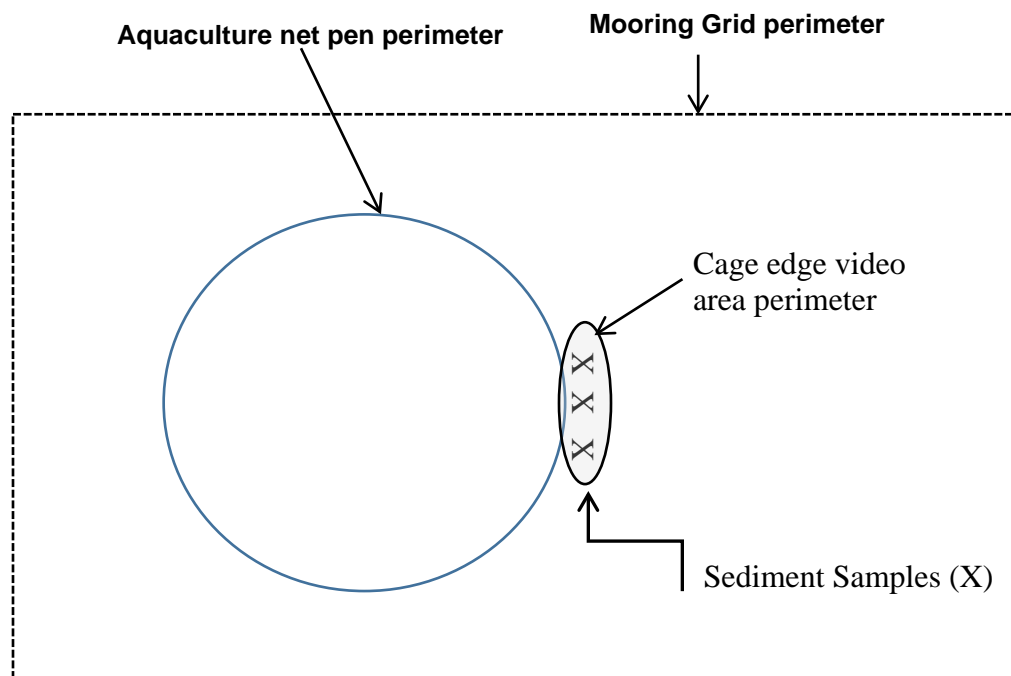 Aquaculture net pen perimeter
Mooring Grid perimeter
Cage edge video
area perimeter
X
X
X
Sediment Samples (X)